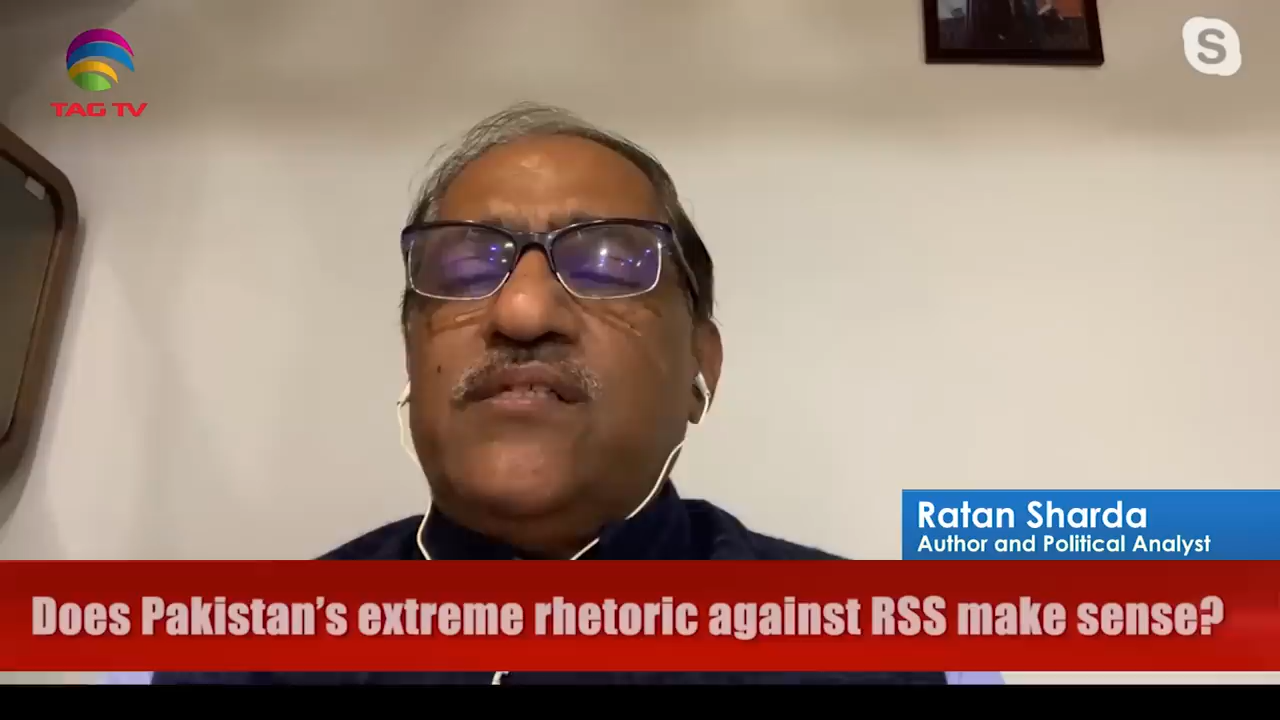 TAG TV
S
Ratan Sharda
Author and Political Analyst
Does Pakistan's extreme rhetoric against RSS make sense?